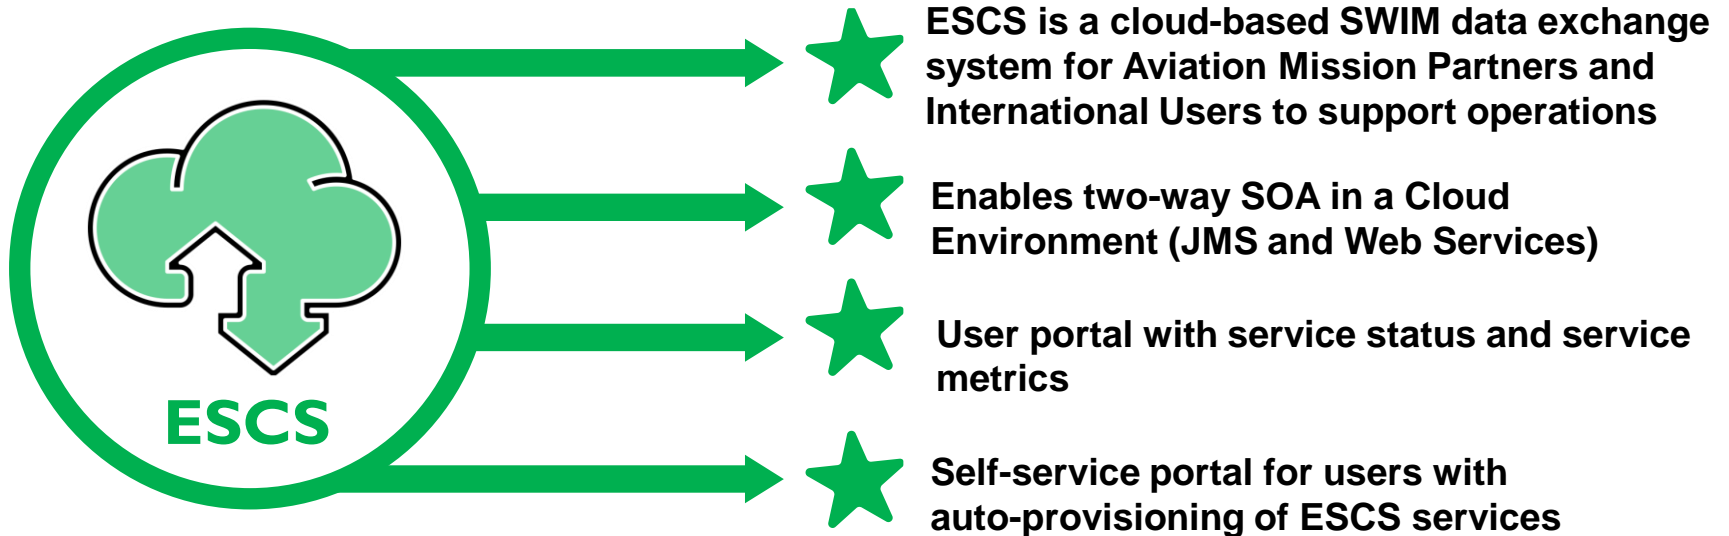 ESCS
ESCS is a cloud-based SWIM data exchange
system for Aviation Mission Partners and
International Users to support operations
Enables two-way SOA in a Cloud
Environment (JMS and Web Services)
User portal with service status and service
metrics
Self-service portal for users with
auto-provisioning of ESCS services